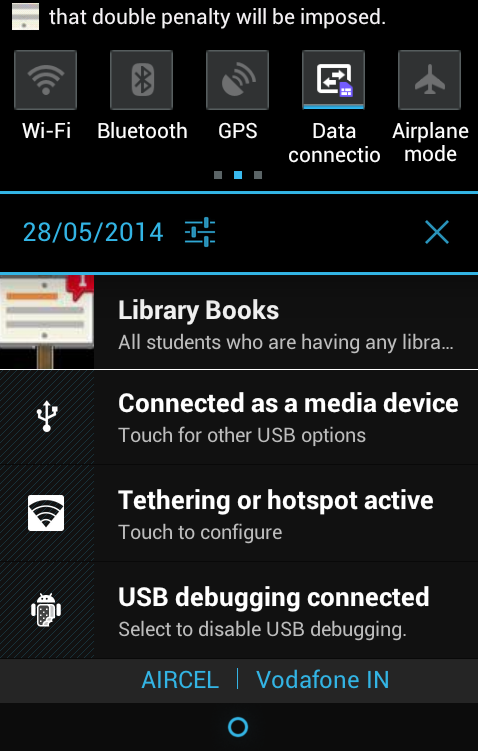 that double penalty will be imposed.
Wi-Fi
Bluetooth
GPS
Data
connectio
Airplane
mode
28/05/2014
1
Library Books
All students who are having any libra...
Connected as a media device
Touch for other USB options
Tethering or hotspot active
Touch to configure
USB debugging connected
Select to disable USB debugging.
AIRCEL | Vodafone IN